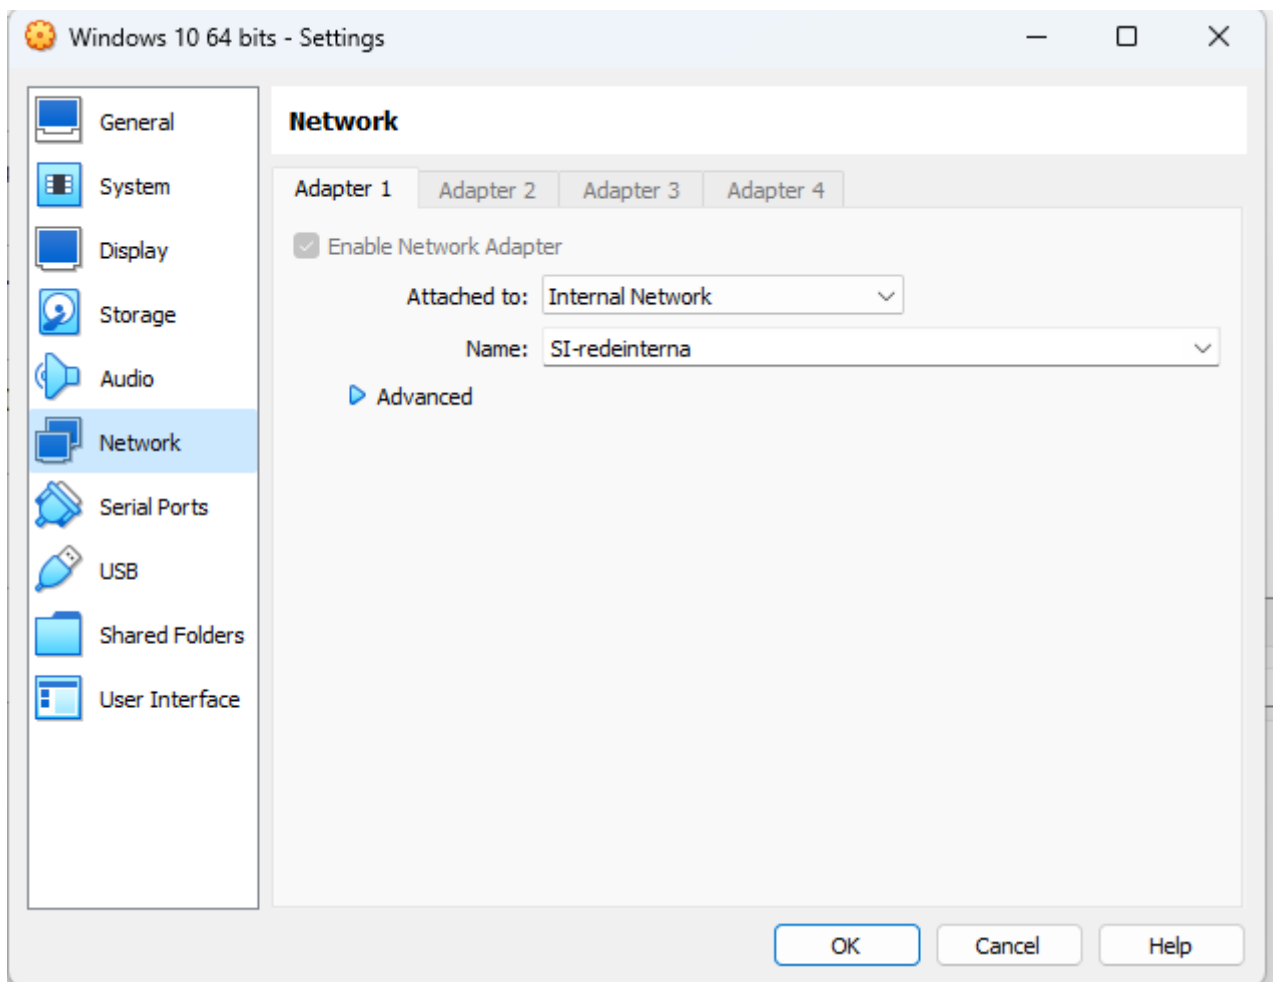 Windows 10 64 bits - Settings
General
System
Display
Storage
Audio
Network
Serial Ports
USB
Shared Folders
User Interface
Network
Adapter 1 Adapter 2 Adapter 3 Adapter 4
Enable Network Adapter
Attached to: Internal Network
Name: SI-redeinterna
Advanced
OK Cancel Help